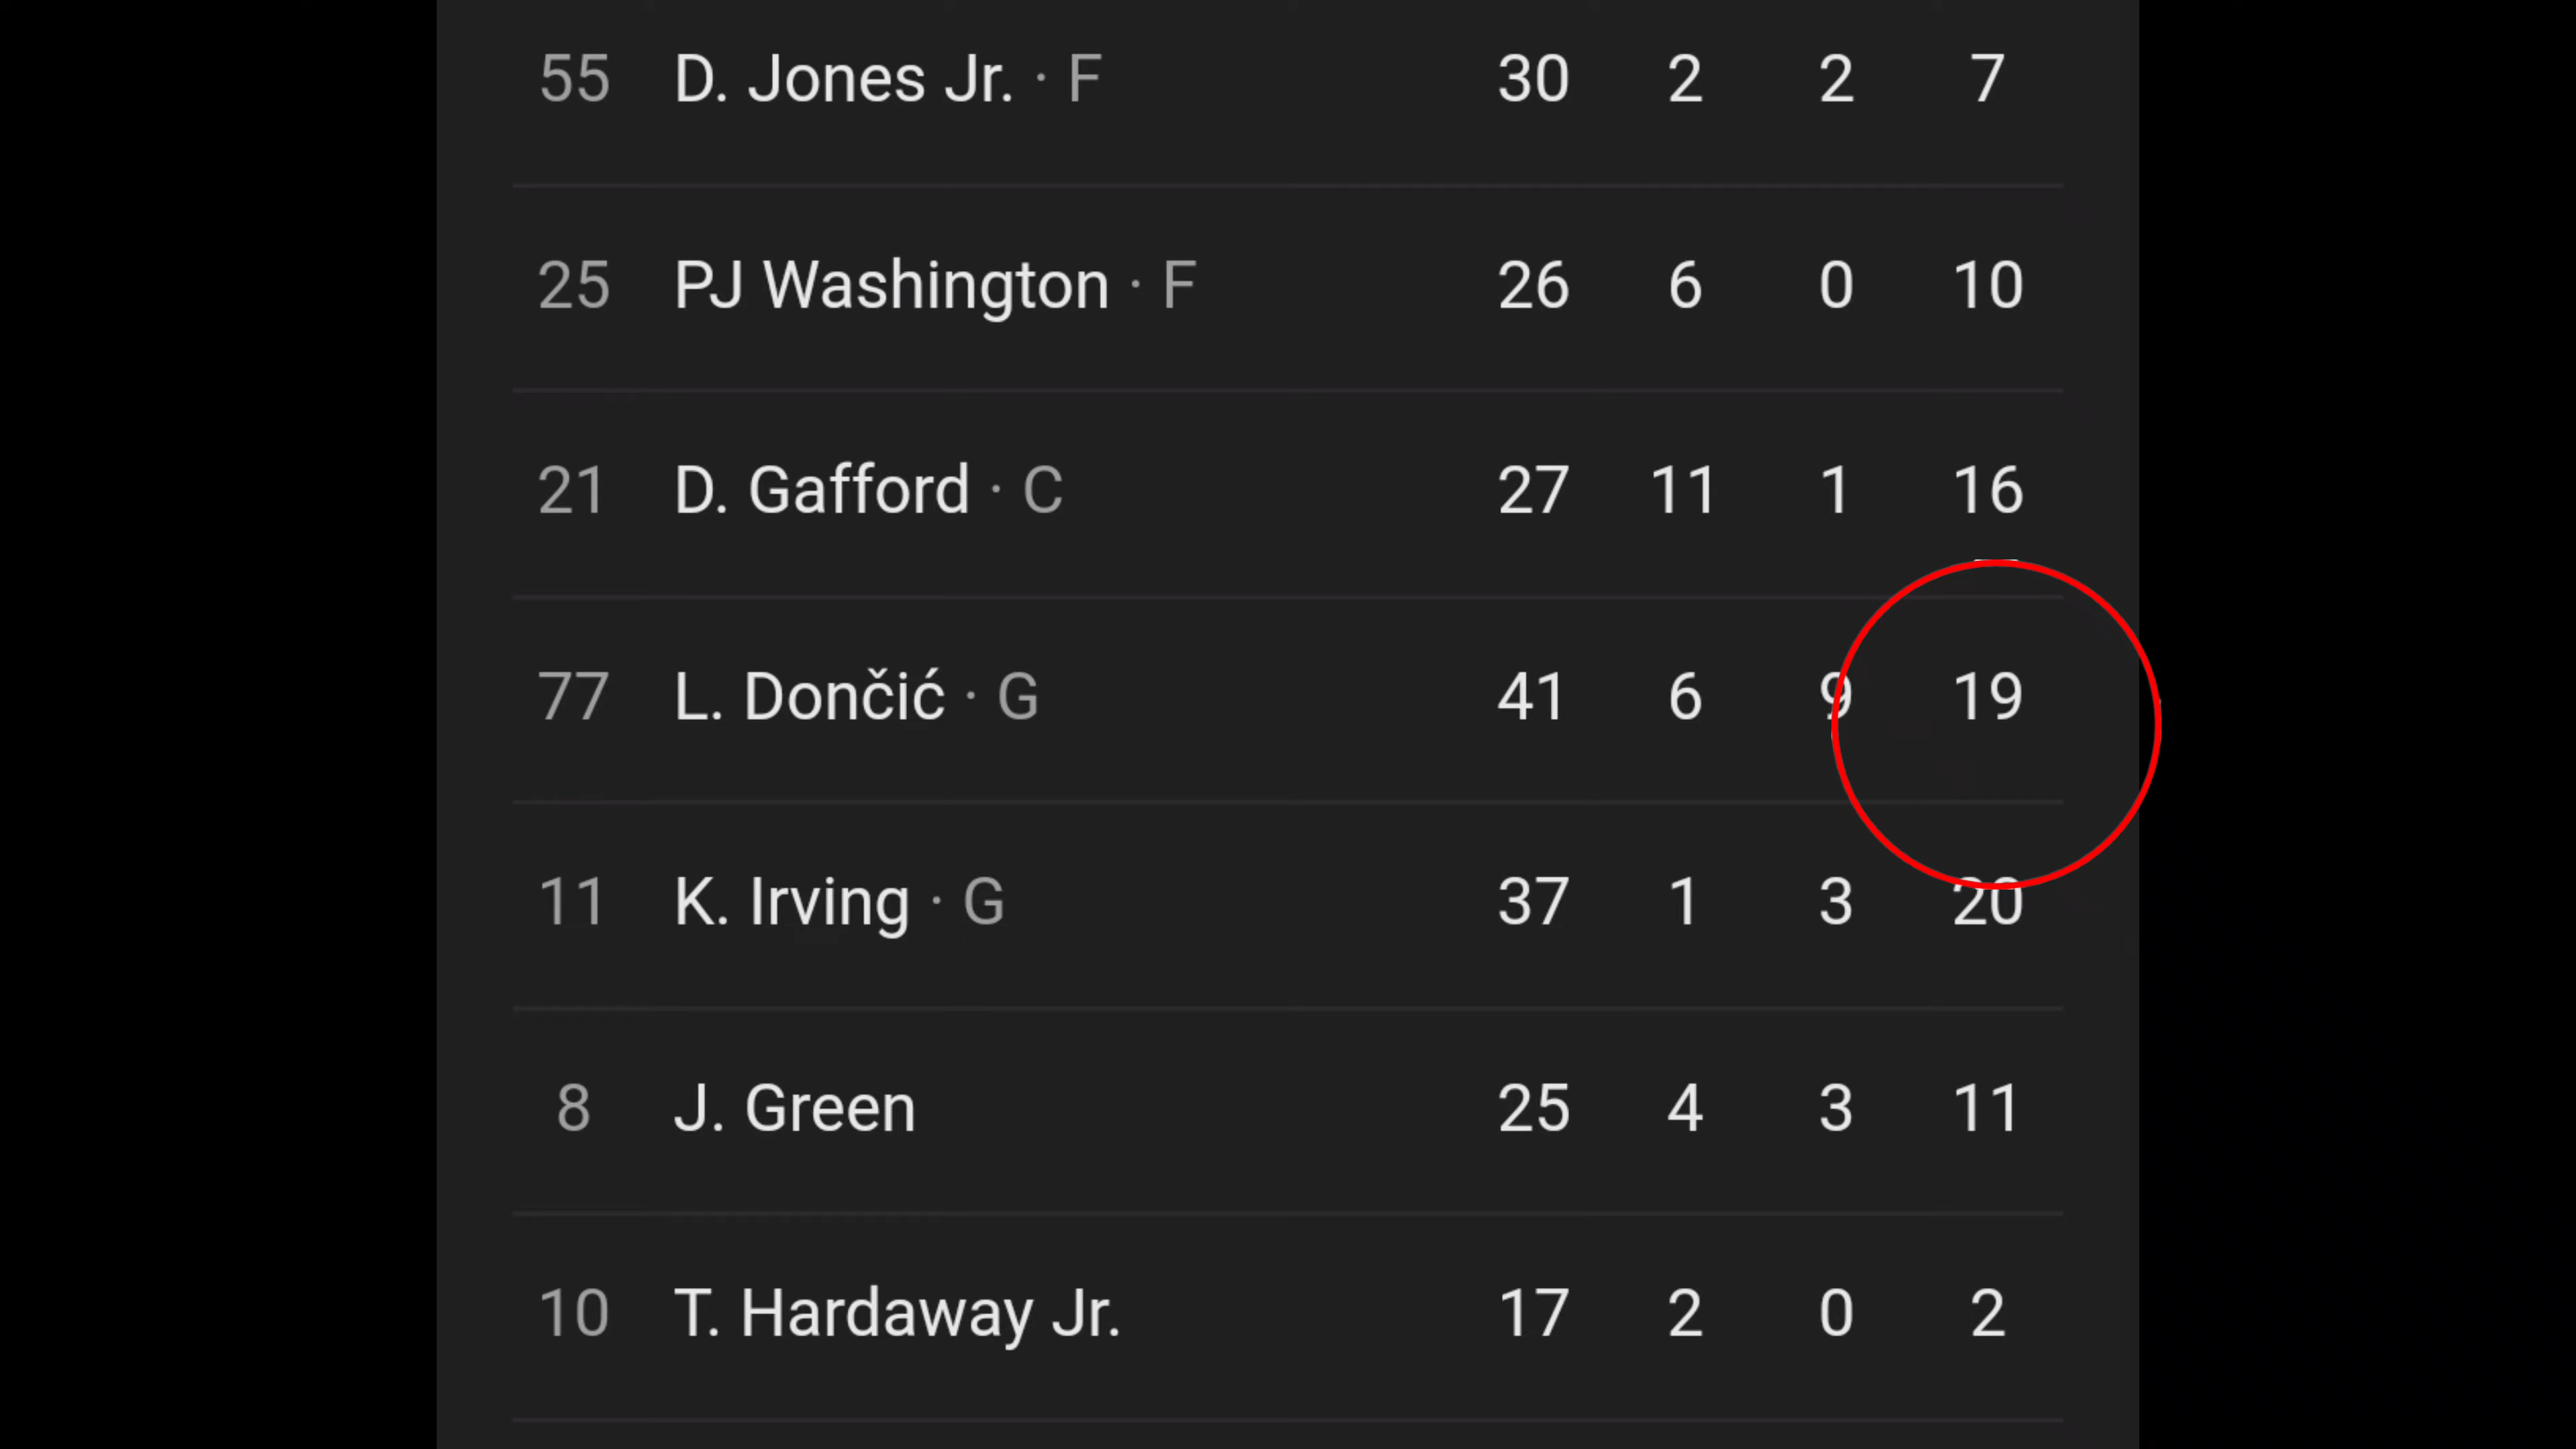 55 D. Jones Jr. · F 30 2 2 7
25 PJ Washington · F 26 6 0 10
21 D. Gafford · C 27 11 1 16
77 L. Dončić · G 41 6 9 19
11 K. Irving · G 37 1 3 20
8 J. Green 25 4 3 11
10 T. Hardaway Jr. 17 2 0 2